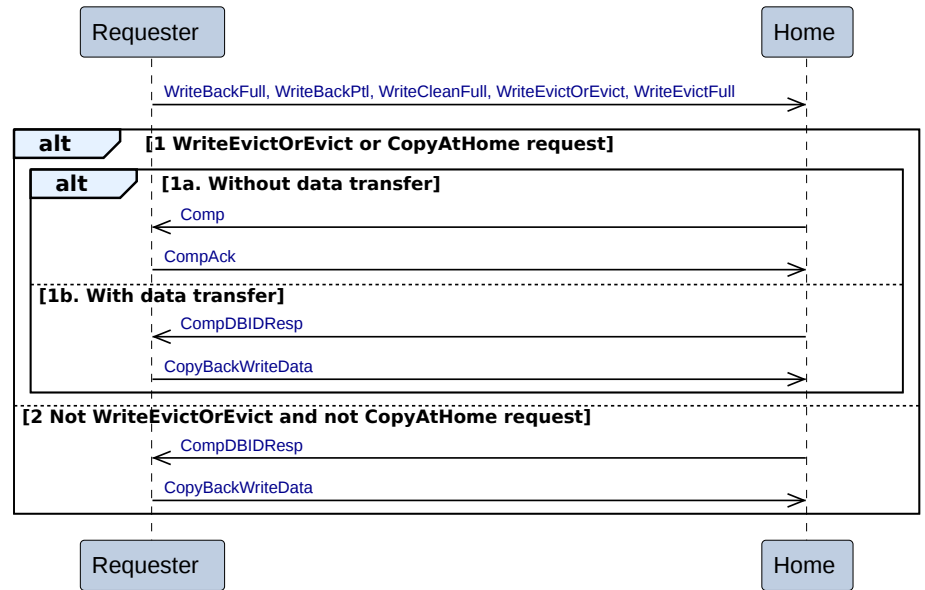 Requester Home
WriteBackFull, WriteBackPtl, WriteCleanFull, WriteEvictOrEvict, WriteEvictFull
alt [1 WriteEvictOrEvict or CopyAtHome request]
alt [1a. Without data transfer]
Comp
CompAck
[1b. With data transfer]
CompDBIDResp
CopyBackWriteData
[2 Not WriteEvictOrEvict and not CopyAtHome request]
CompDBIDResp
CopyBackWriteData
Requester Home